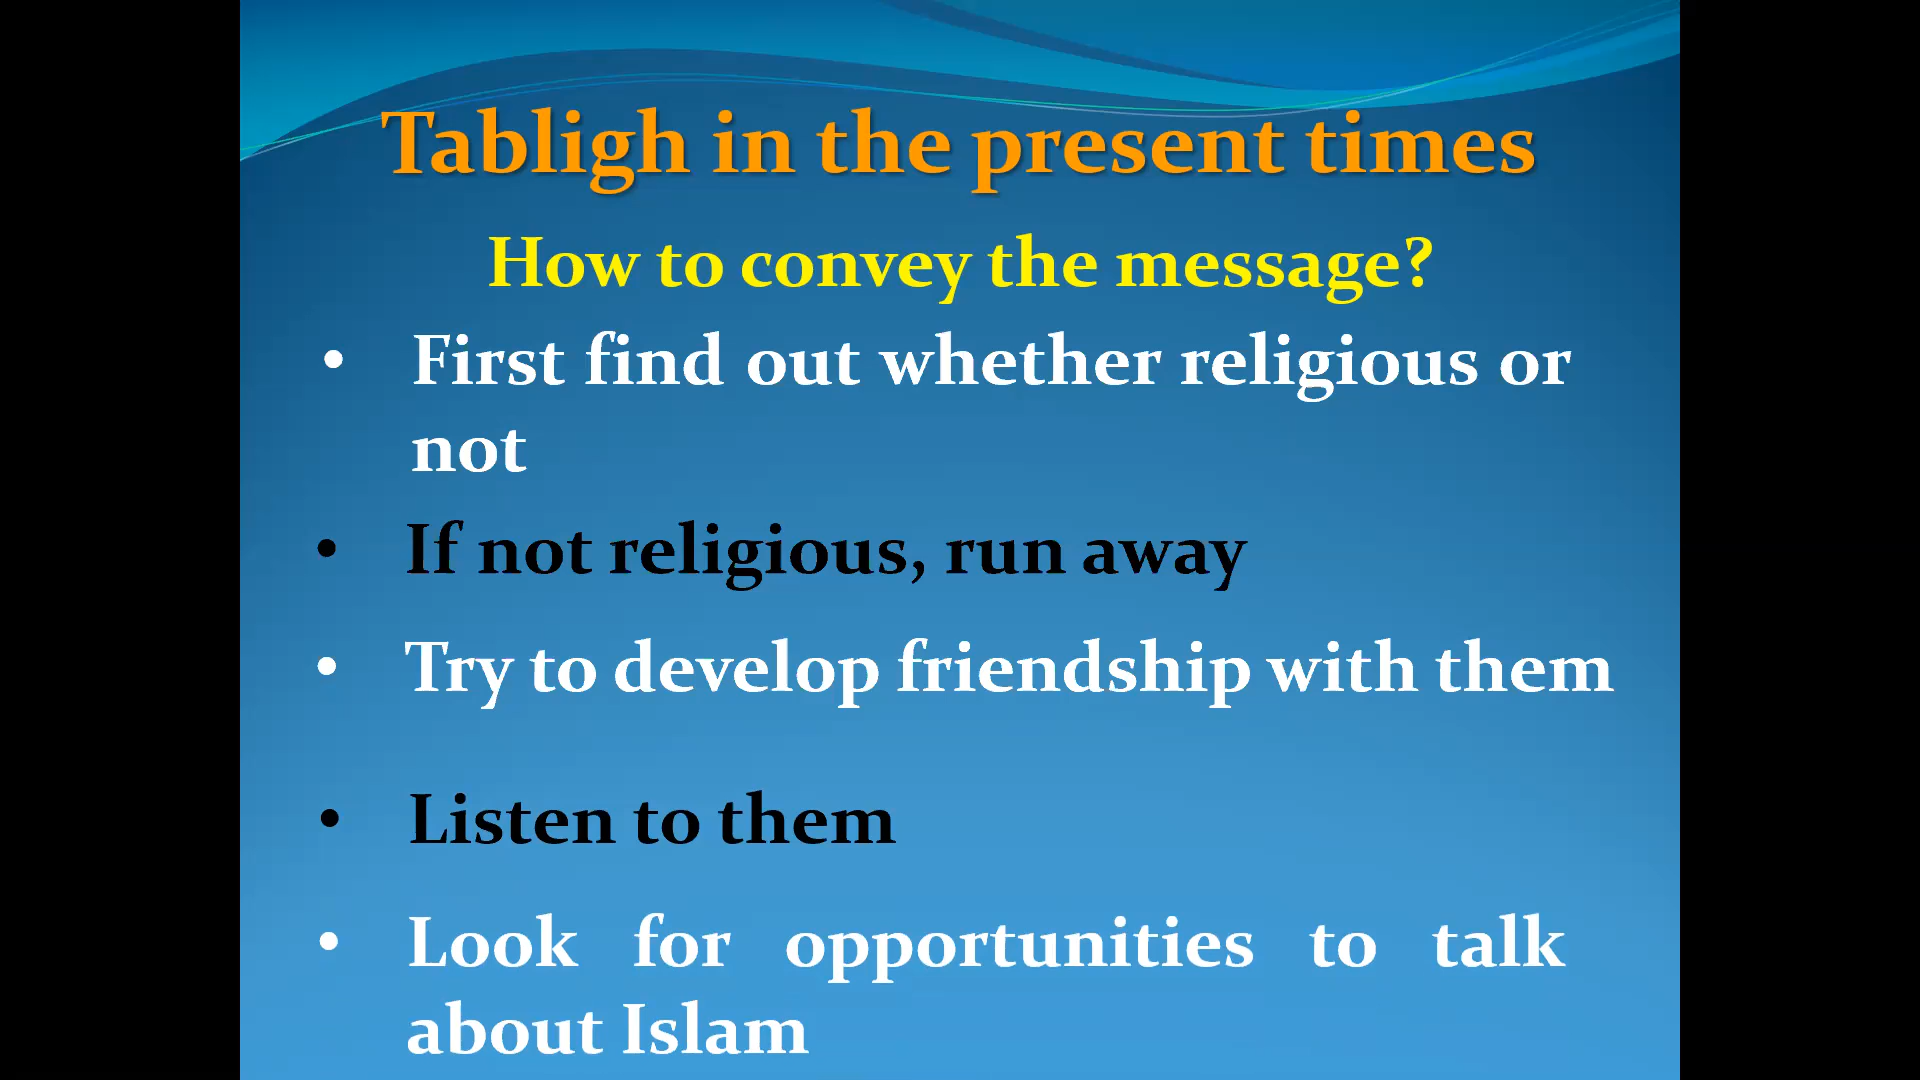 Tabligh in the present times
How to convey the message?
• First find out whether religious or
not
• If not religious, run away
• Try to develop friendship with them
• Listen to them
• Look for opportunities to talk
about Islam